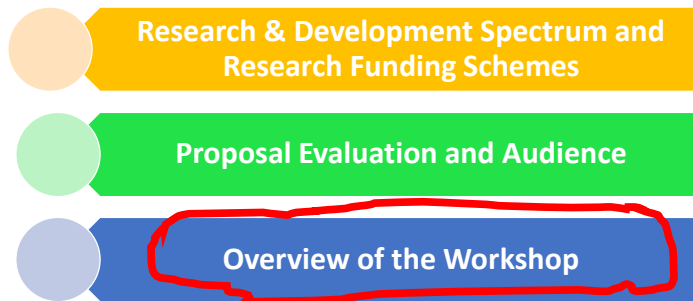 Research & Development Spectrum and
Research Funding Schemes
Proposal Evaluation and Audience
Overview of the Workshop